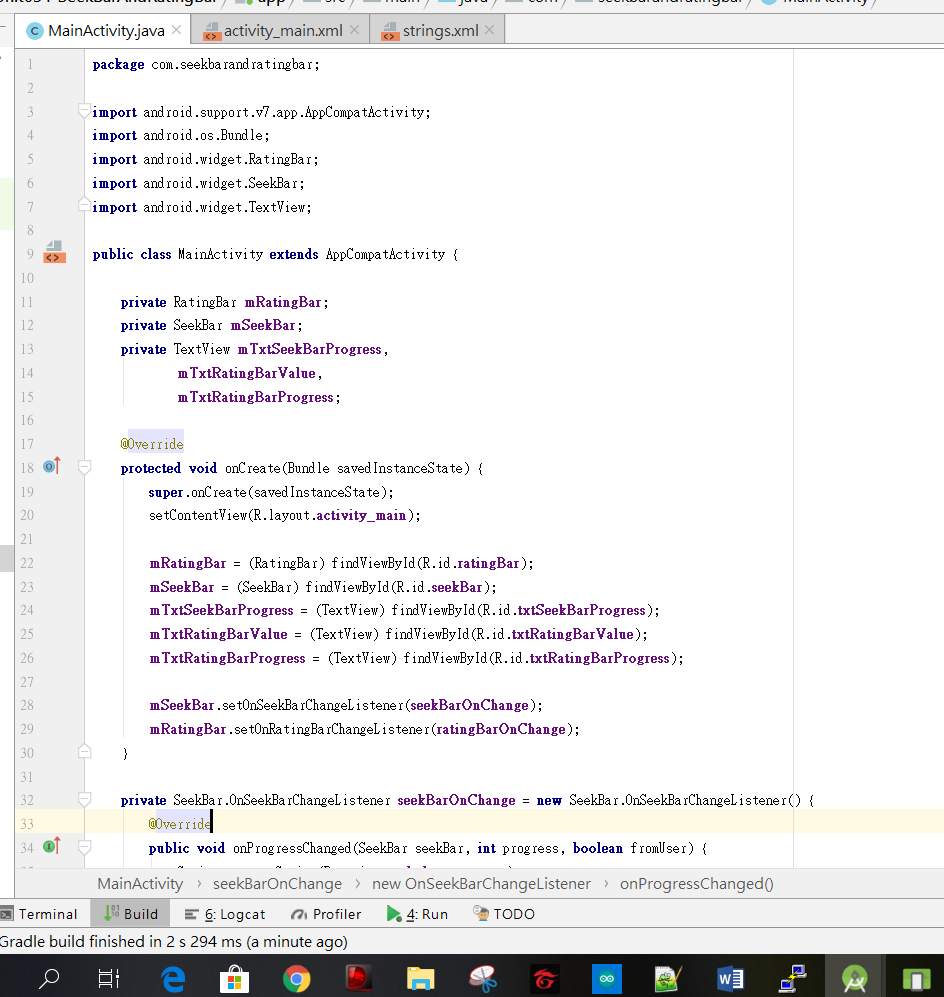 app
main
MainActivity.java
activity_main.xml
strings.xml
1 package com.seekbarandratingbar;
2
3 import android.support.v7.app.AppCompatActivity;
4 import android.os.Bundle;
5 import android.widget.RatingBar;
6 import android.widget.SeekBar;
7 import android.widget.TextView;
8
9 public class MainActivity extends AppCompatActivity {
10
11 private RatingBar mRatingBar;
12 private SeekBar mSeekBar;
13 private TextView mTxtSeekBarProgress,
14 mTxtRatingBarValue,
15 mTxtRatingBarProgress;
16
17 @Override
18 protected void onCreate(Bundle savedInstanceState) {
19 super.onCreate(savedInstanceState);
20 setContentView(R.layout.activity_main);
21
22 mRatingBar = (RatingBar) findViewById(R.id.ratingBar);
23 mSeekBar = (SeekBar) findViewById(R.id.seekBar);
24 mTxtSeekBarProgress = (TextView) findViewById(R.id.txtSeekBarProgress);
25 mTxtRatingBarValue = (TextView) findViewById(R.id.txtRatingBarValue);
26 mTxtRatingBarProgress = (TextView) findViewById(R.id.txtRatingBarProgress);
27
28 mSeekBar.setOnSeekBarChangeListener(seekBarOnChange);
29 mRatingBar.setOnRatingBarChangeListener(ratingBarOnChange);
30 }
31
32 private SeekBar.OnSeekBarChangeListener seekBarOnChange = new SeekBar.OnSeekBarChangeListener() {
33 @Override
34 public void onProgressChanged(SeekBar seekBar, int progress, boolean fromUser) {
MainActivity › seekBarOnChange › new OnSeekBarChangeListener › onProgressChanged()
Terminal Build 6: Logcat Profiler 4: Run TODO
Gradle build finished in 2 s 294 ms (a minute ago)